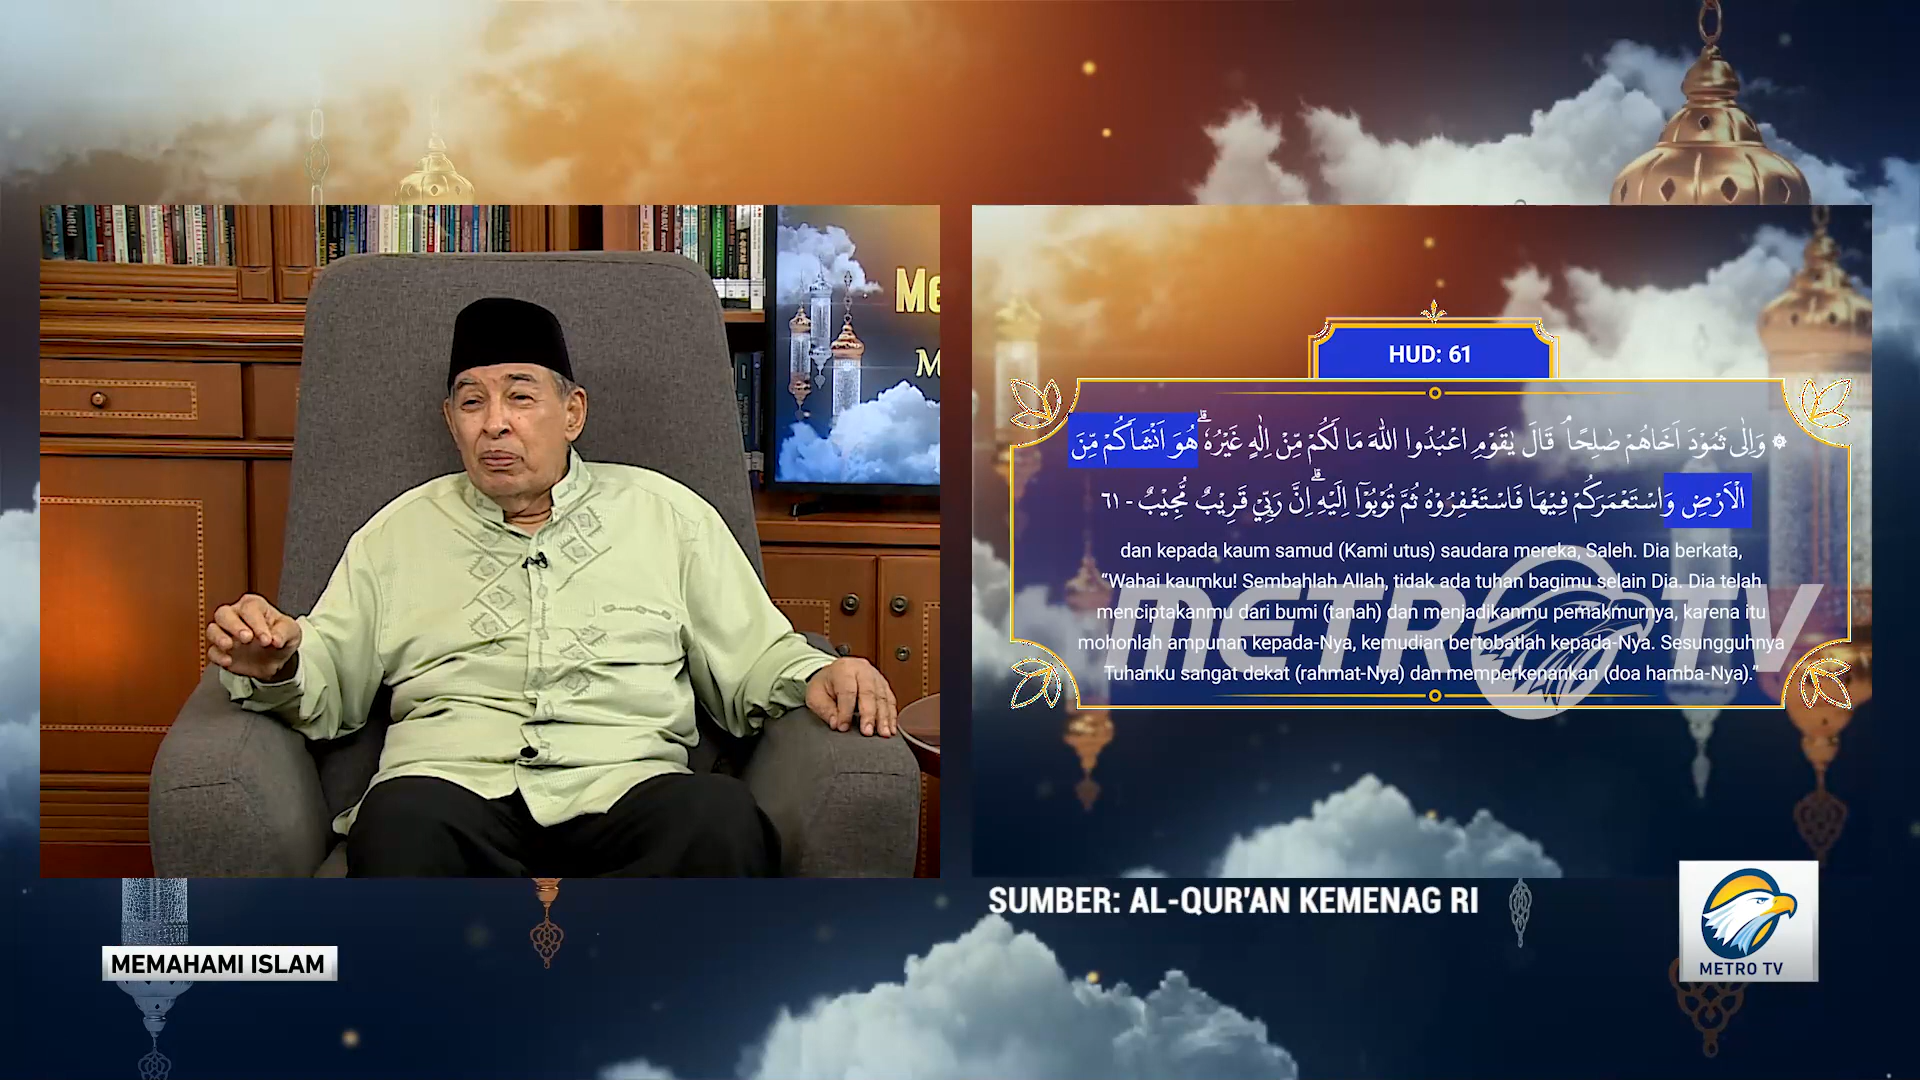 Me
M
HUD: 61
۞ وَاِلٰى ثَمُوْدَ اَخَاهُمْ صٰلِحًا ۘ قَالَ يٰقَوْمِ اعْبُدُوا اللّٰهَ مَا لَكُمْ مِّنْ اِلٰهٍ غَيْرُهٗ ۗهُوَ اَنْشَاَكُمْ مِّنَ
الْاَرْضِ وَاسْتَعْمَرَكُمْ فِيْهَا فَاسْتَغْفِرُوْهُ ثُمَّ تُوْبُوْٓا اِلَيْهِ ۗاِنَّ رَبِّيْ قَرِيْبٌ مُّجِيْبٌ - ٦١
dan kepada kaum samud (Kami utus) saudara mereka, Saleh. Dia berkata,
“Wahai kaumku! Sembahlah Allah, tidak ada tuhan bagimu selain Dia. Dia telah
menciptakanmu dari bumi (tanah) dan menjadikanmu pemakmurnya, karena itu
mohonlah ampunan kepada-Nya, kemudian bertobatlah kepada-Nya. Sesungguhnya
Tuhanku sangat dekat (rahmat-Nya) dan memperkenankan (doa hamba-Nya).”
METRO TV
SUMBER: AL-QUR'AN KEMENAG RI
MEMAHAMI ISLAM
METRO TV